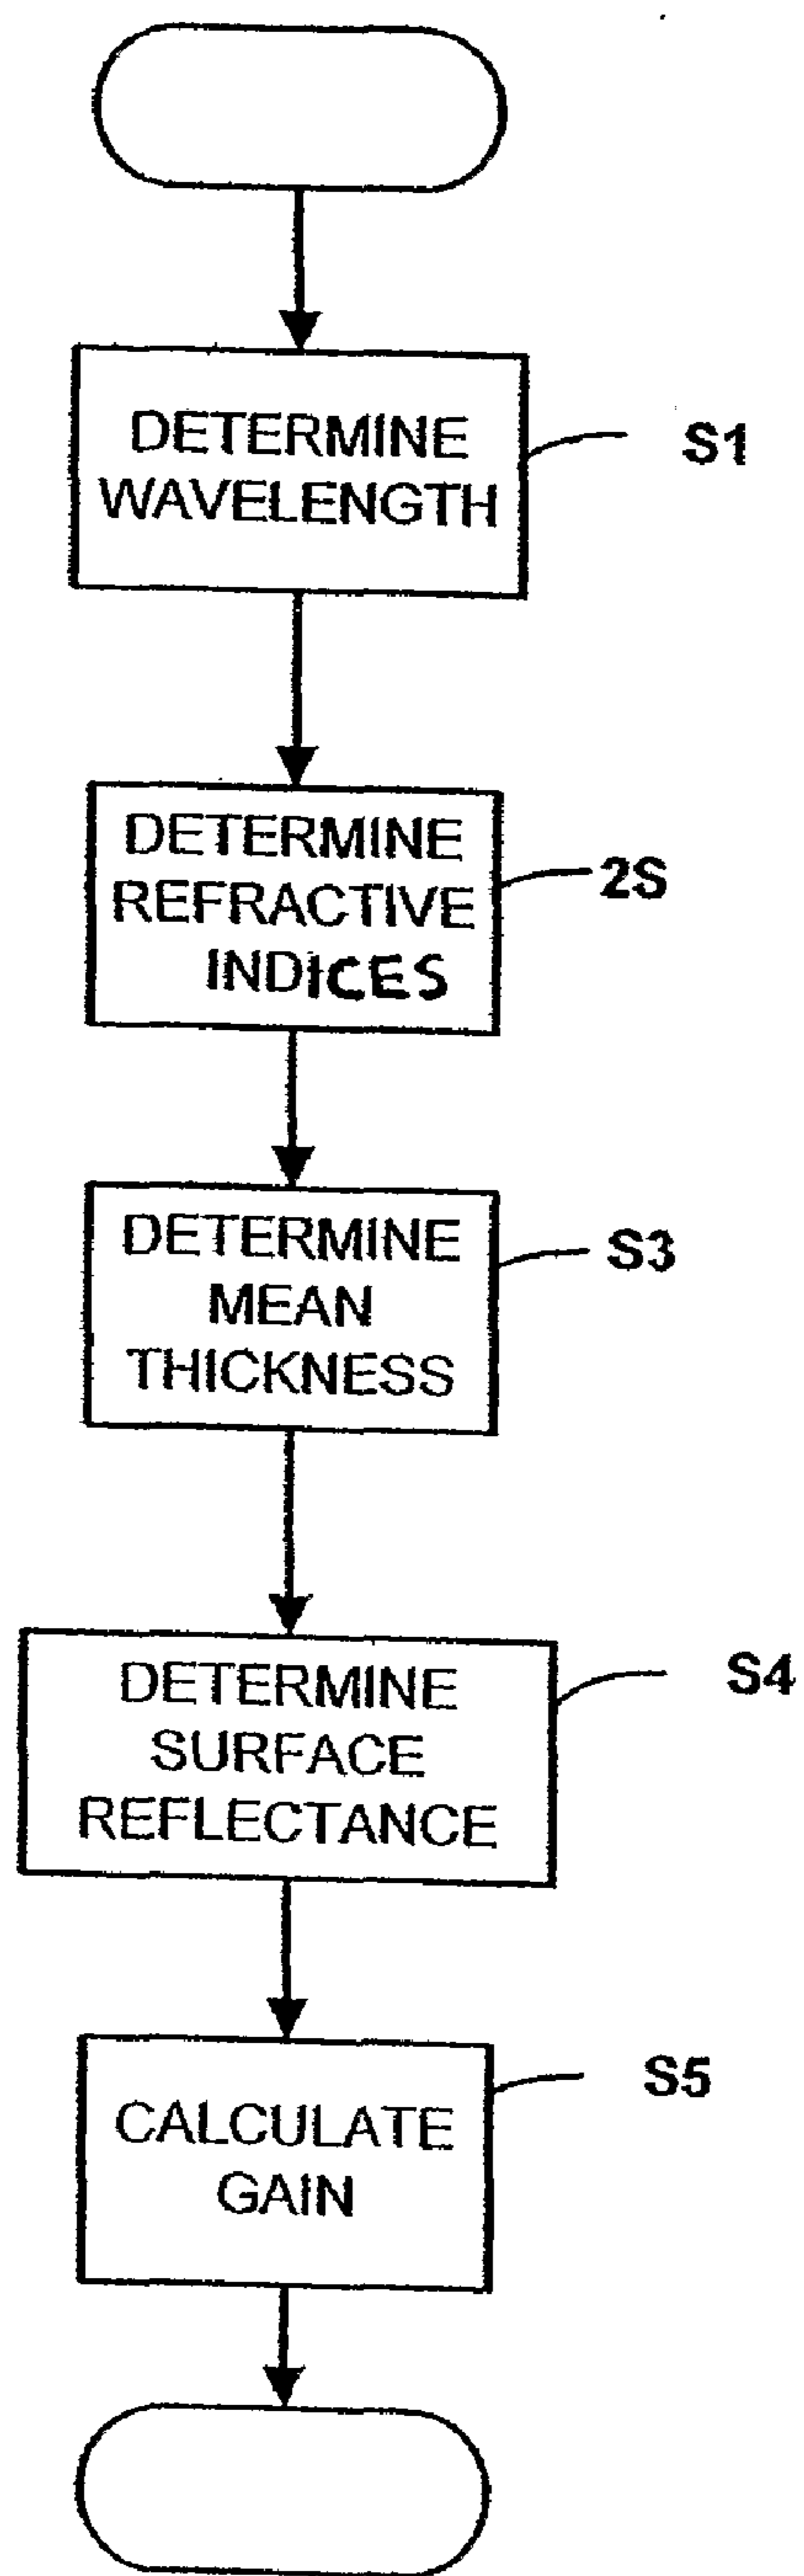 DETERMINE
WAVELENGTH
S1
DETERMINE
REFRACTIVE
INDICES
2S
DETERMINE
MEAN
THICKNESS
S3
DETERMINE
SURFACE
REFLECTANCE
S4
CALCULATE
GAIN
S5